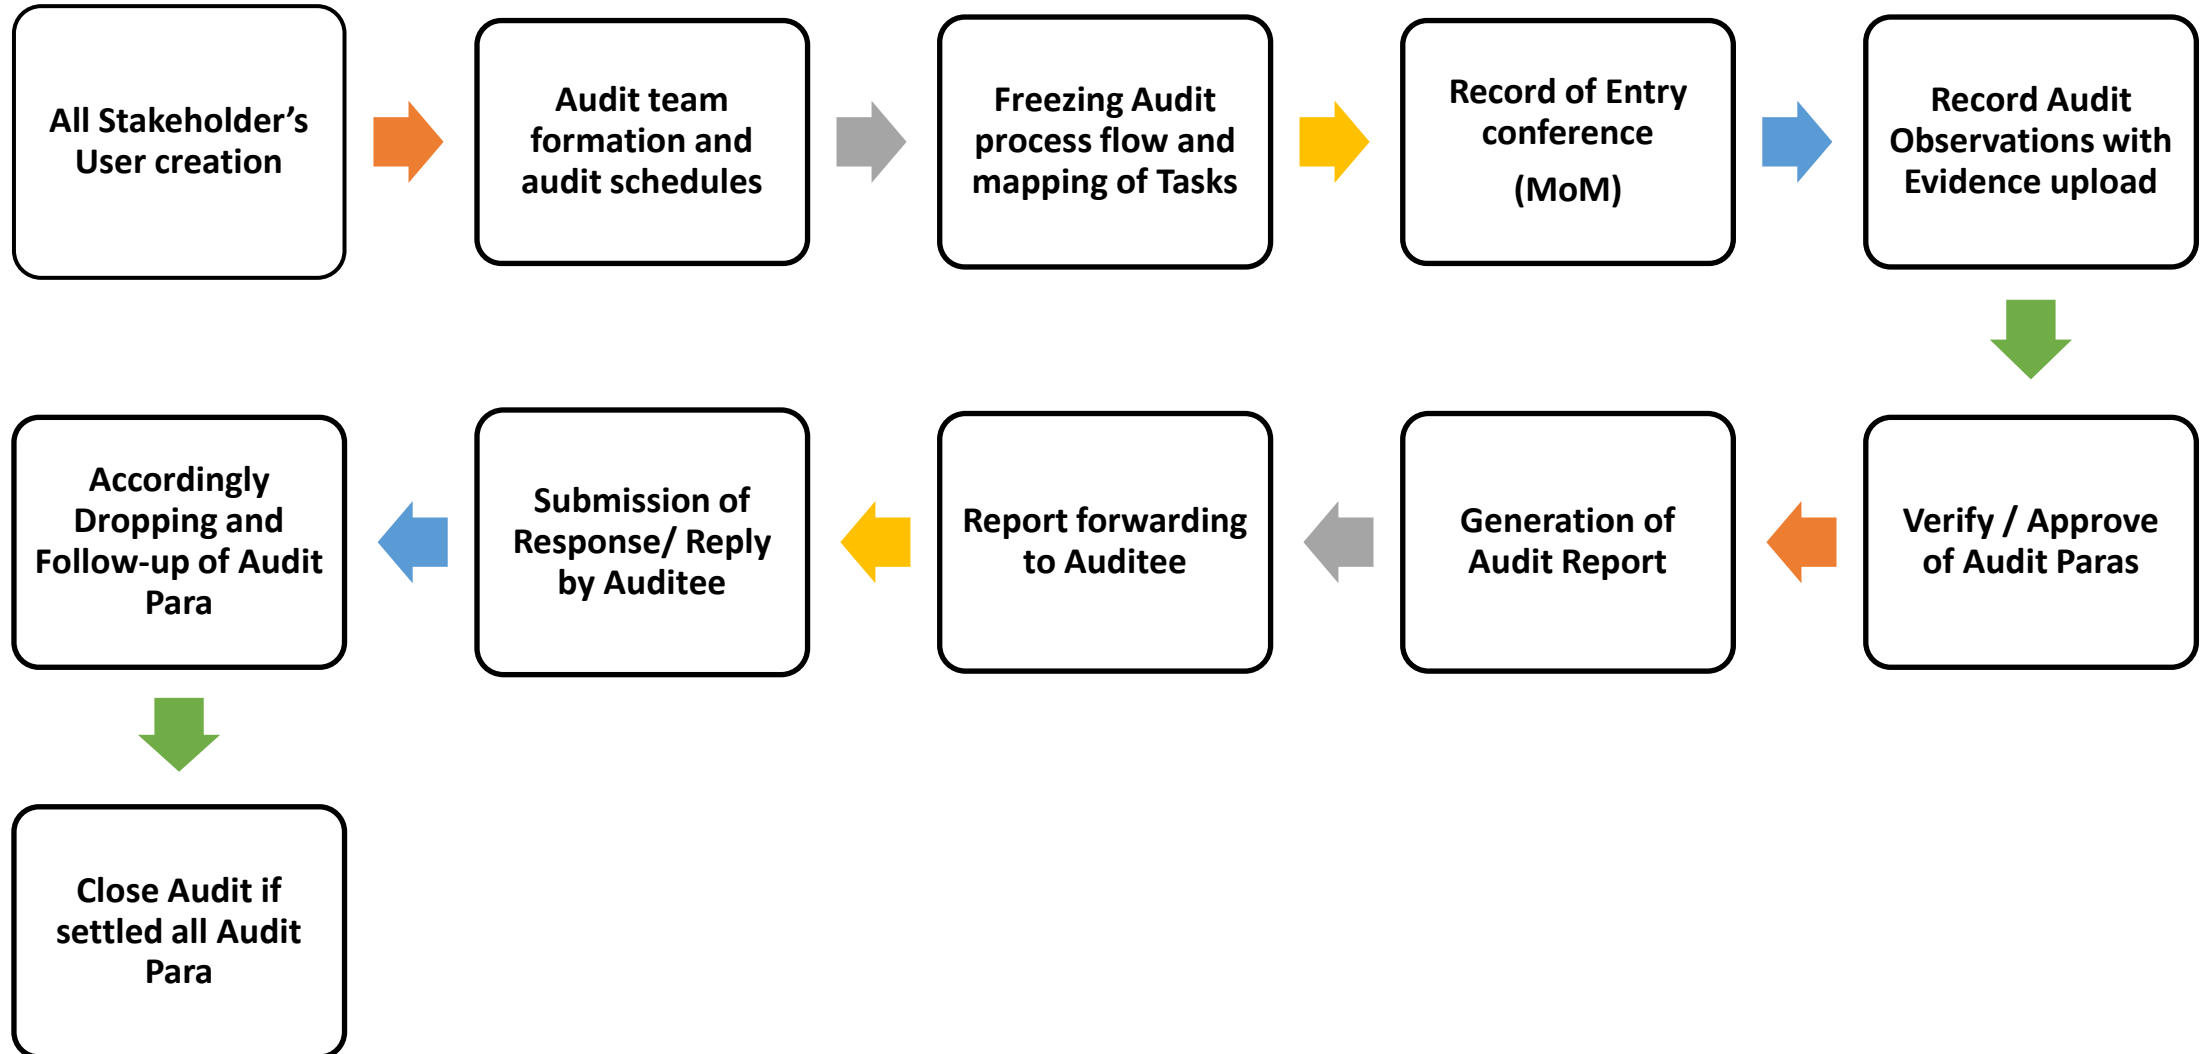 All Stakeholder’s
User creation
Audit team
formation and
audit schedules
Freezing Audit
process flow and
mapping of Tasks
Record of Entry
conference
(MoM)
Record Audit
Observations with
Evidence upload
Verify / Approve
of Audit Paras
Generation of
Audit Report
Report forwarding
to Auditee
Submission of
Response/ Reply
by Auditee
Accordingly
Dropping and
Follow-up of Audit
Para
Close Audit if
settled all Audit
Para